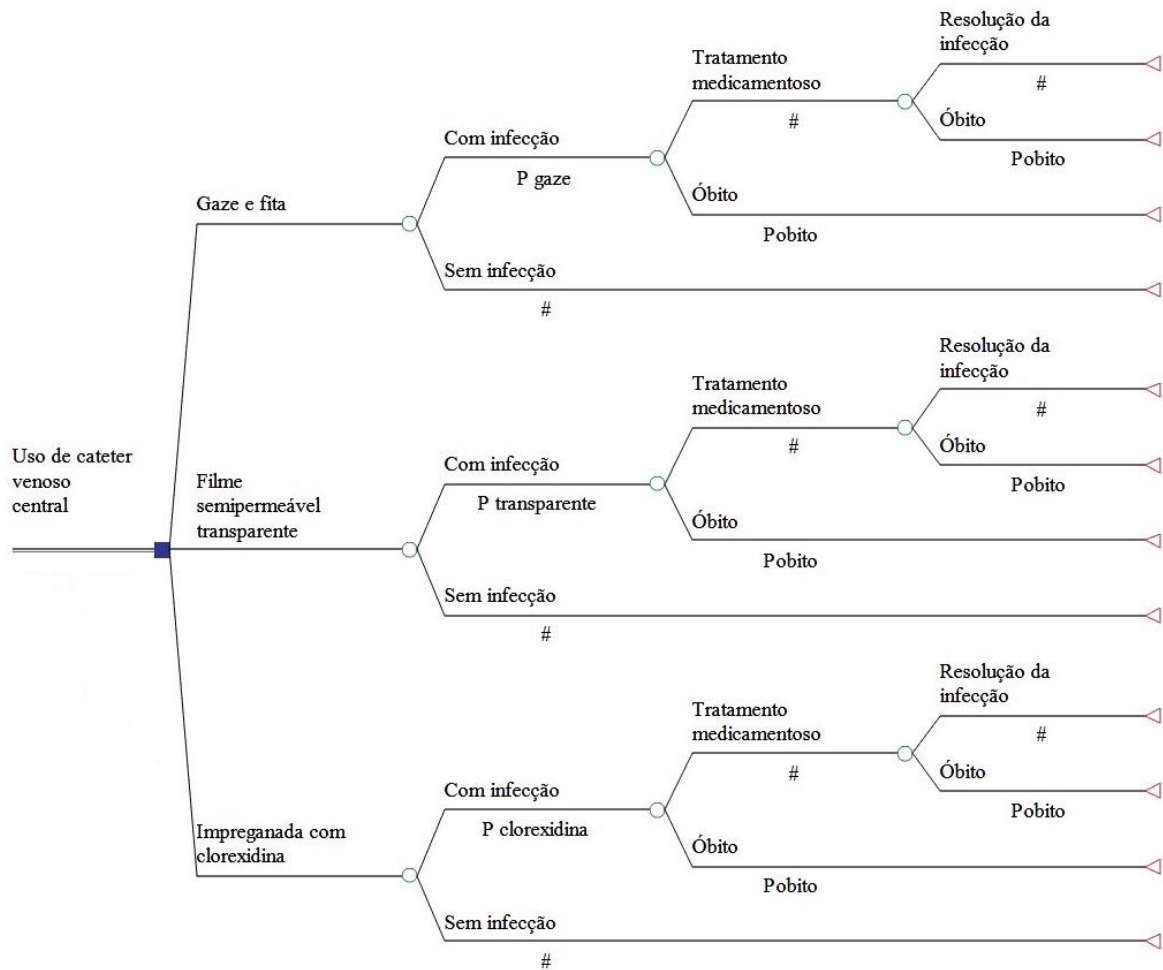 Resolução da
infecção
#
Tratamento
medicamentoso
#
Óbito
Pobito
Com infecção
P gaze
Óbito
Pobito
Gaze e fita
Sem infecção
#
Resolução da
infecção
#
Tratamento
medicamentoso
#
Óbito
Pobito
Uso de cateter
venoso
central
Com infecção
P transparente
Filme
semipermeável
transparente
Óbito
Pobito
Sem infecção
#
Resolução da
infecção
#
Tratamento
medicamentoso
#
Óbito
Pobito
Com infecção
P clorexidina
Impreganada com
clorexidina
Óbito
Pobito
Sem infecção
#